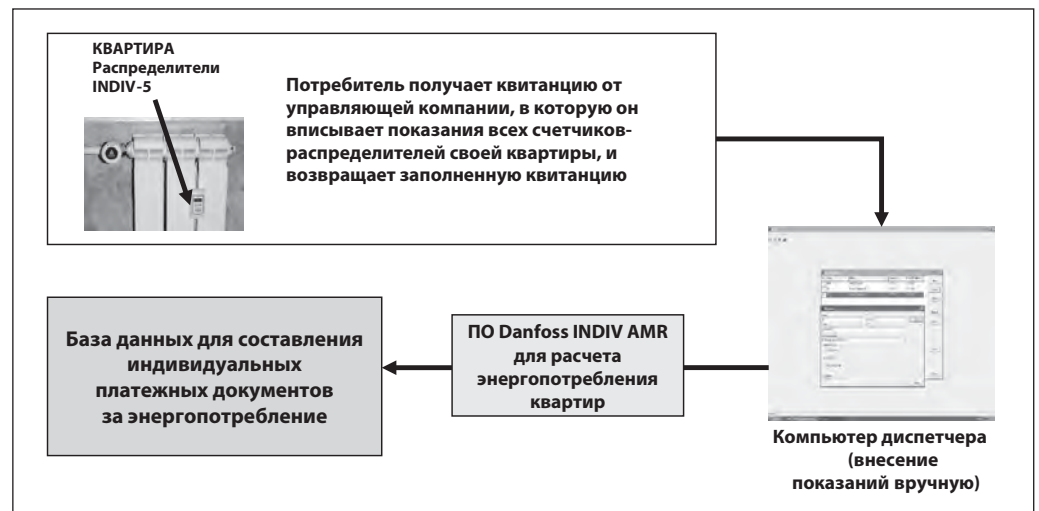 КВАРТИРА
Распределители
INDIV-5
Потребитель получает квитанцию от
управляющей компании, в которую он
вписывает показания всех счетчиков-
распределителей своей квартиры, и
возвращает заполненную квитанцию
База данных для составления
индивидуальных
платежных документов
за энергопотребление
ПО Danfoss INDIV AMR
для расчета
энергопотребления
квартир
Компьютер диспетчера
(внесение
показаний вручную)